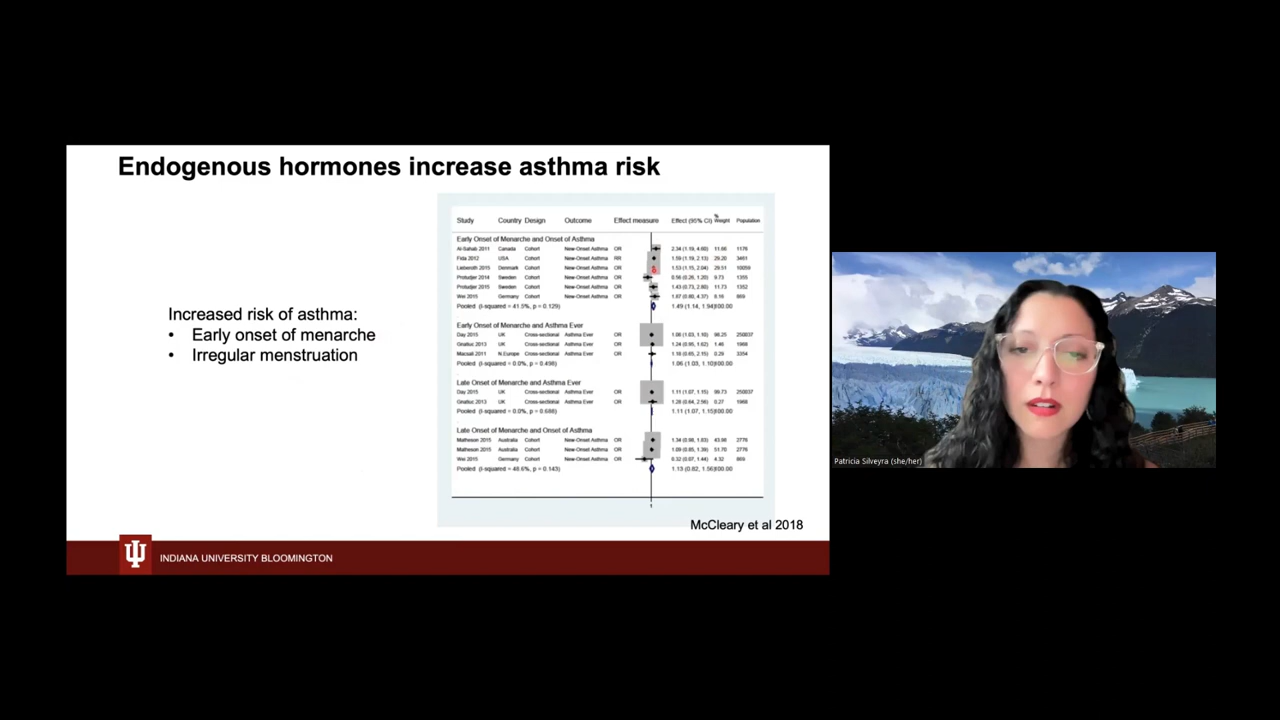 Endogenous hormones increase asthma risk
Increased risk of asthma:
• Early onset of menarche
• Irregular menstruation
Study Country Design Outcome Effect measure Effect (95% CI) % Weight Population
Early Onset of Menarche and Onset of Asthma
Al-Sahab 2011 Canada Cohort New-Onset Asthma OR 2.34 (1.19, 4.60) 11.66 1176
Fida 2012 USA Cohort New-Onset Asthma RR 1.59 (1.19, 2.13) 29.20 3461
Lieberoth 2015 Denmark Cohort New-Onset Asthma OR 1.53 (1.15, 2.04) 29.51 10059
Protudjer 2014 Sweden Cohort New-Onset Asthma OR 0.56 (0.26, 1.20) 9.73 1355
Protudjer 2015 Sweden Cohort New-Onset Asthma OR 1.43 (0.73, 2.80) 11.73 1352
Wei 2015 Germany Cohort New-Onset Asthma OR 1.87 (0.80, 4.37) 8.16 869
Pooled (I-squared = 41.5%, p = 0.129) 1.49 (1.14, 1.94)100.00
Early Onset of Menarche and Asthma Ever
Day 2015 UK Cross-sectional Asthma Ever OR 1.06 (1.03, 1.10) 98.25 250037
Gnatiuc 2013 UK Cross-sectional Asthma Ever OR 1.24 (0.95, 1.62) 1.46 1968
Macsali 2011 N.Europe Cross-sectional Asthma Ever OR 1.18 (0.65, 2.15) 0.29 3354
Pooled (I-squared = 0.0%, p = 0.498) 1.06 (1.03, 1.10)100.00
Late Onset of Menarche and Asthma Ever
Day 2015 UK Cross-sectional Asthma Ever OR 1.11 (1.07, 1.15) 99.73 250037
Gnatiuc 2013 UK Cross-sectional Asthma Ever OR 1.28 (0.64, 2.56) 0.27 1968
Pooled (I-squared = 0.0%, p = 0.688) 1.11 (1.07, 1.15)100.00
Late Onset of Menarche and Onset of Asthma
Matheson 2015 Australia Cohort New-Onset Asthma OR 1.34 (0.98, 1.83) 43.98 2776
Matheson 2015 Australia Cohort New-Onset Asthma OR 1.09 (0.85, 1.39) 51.70 2776
Wei 2015 Germany Cohort New-Onset Asthma OR 0.32 (0.07, 1.44) 4.32 869
Pooled (I-squared = 48.6%, p = 0.143) 1.13 (0.82, 1.56)100.00
1
McCleary et al 2018
INDIANA UNIVERSITY BLOOMINGTON
Patricia Silveyra (she/her)